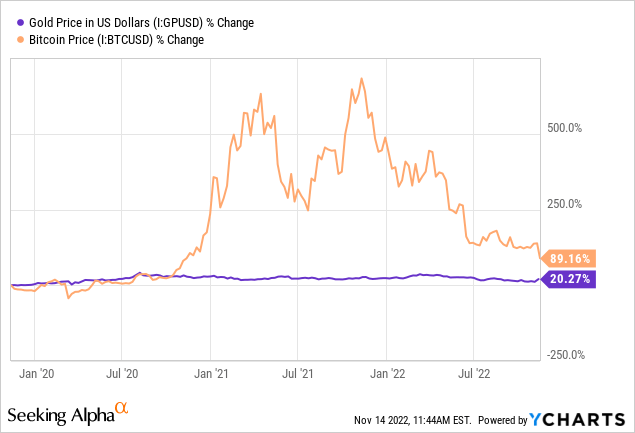 Gold Price in US Dollars (I:GPUSD) % Change
Bitcoin Price (I:BTCUSD) % Change
500.0%
250.0%
89.16%
20.27%
-250.0%
Jan '20 Jul '20 Jan '21 Jul '21 Jan '22 Jul '22
Seeking Alphaα
Nov 14 2022, 11:44AM EST. Powered by YCHARTS